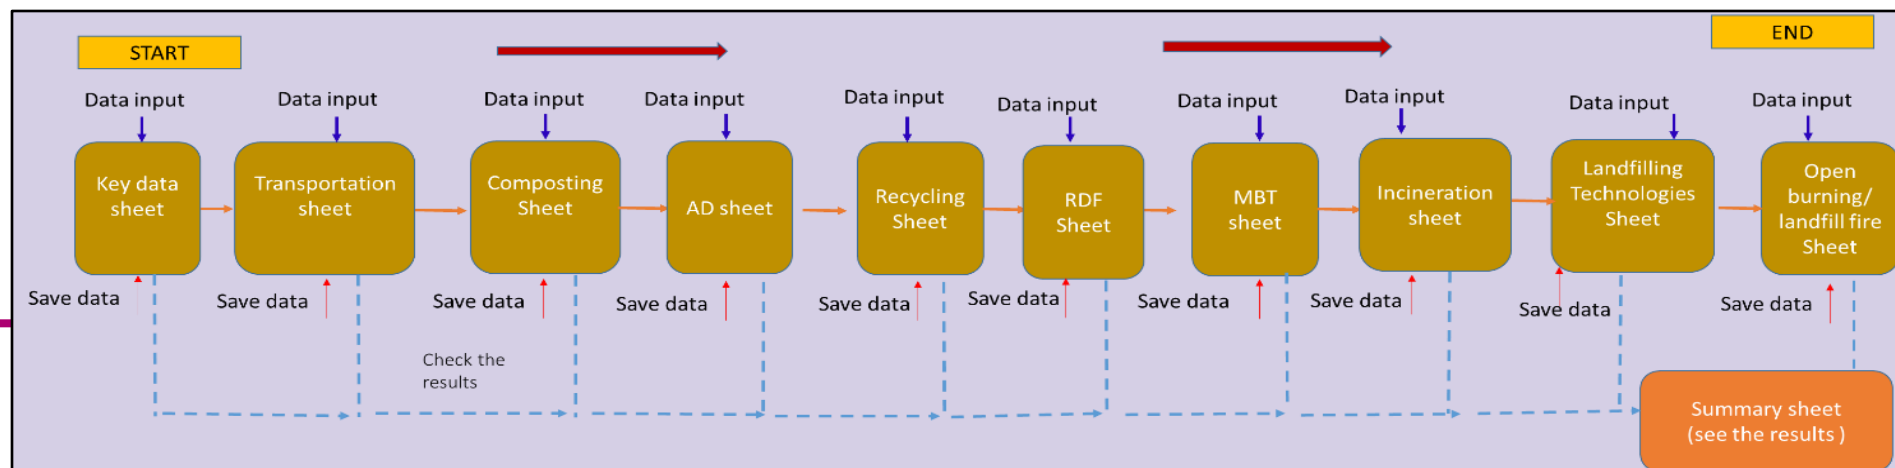 START
END
Data input
Data input
Data input
Data input
Data input
Data input
Data input
Data input
Data input
Data input
Key data
sheet
Transportation
sheet
Composting
Sheet
AD sheet
Recycling
Sheet
RDF
Sheet
MBT
sheet
Incineration
sheet
Landfilling
Technologies
Sheet
Open
burning/
landfill fire
Sheet
Save data
Save data
Save data
Save data
Save data
Save data
Save data
Save data
Save data
Save data
Check the
results
Summary sheet
(see the results )